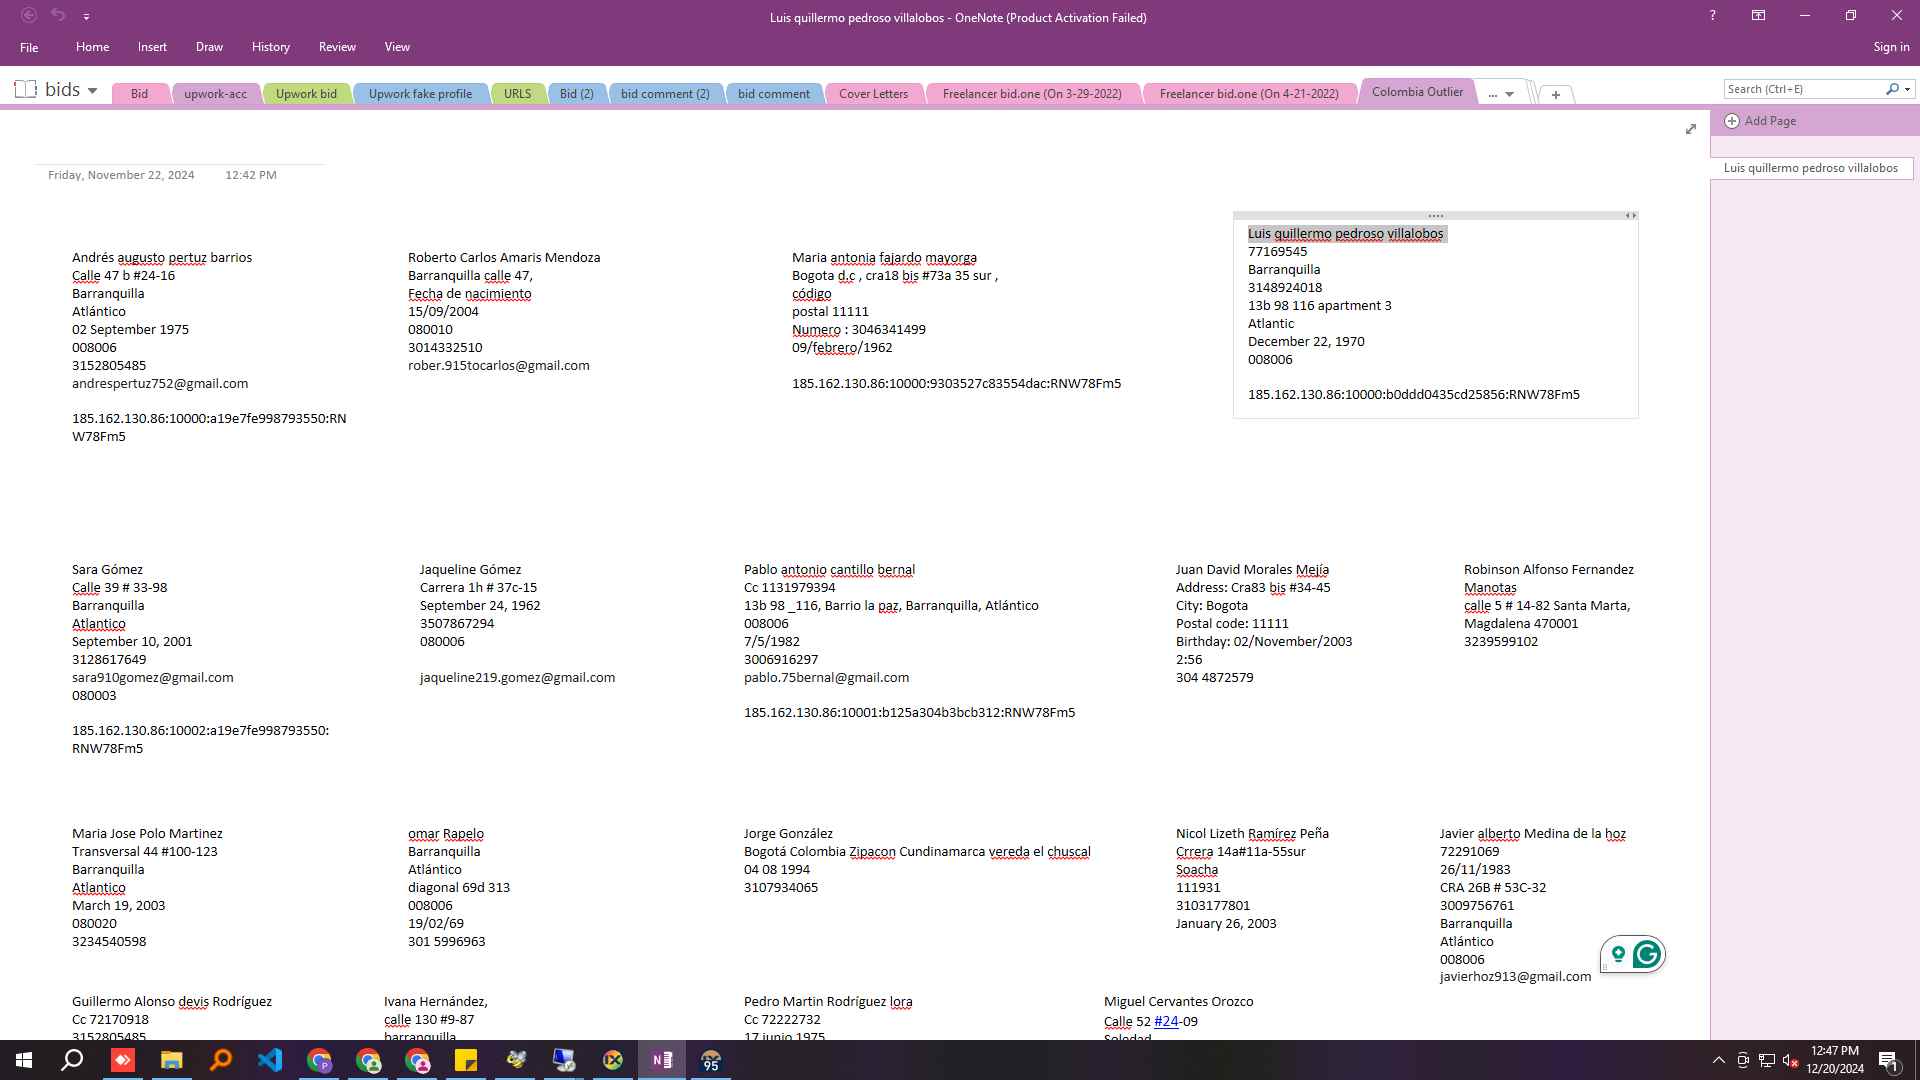 Luis quillermo pedroso villalobos - OneNote (Product Activation Failed)
File Home Insert Draw History Review View Sign in
bids Bid upwork-acc Upwork bid Upwork fake profile URLS Bid (2) bid comment (2) bid comment Cover Letters Freelancer bid.one (On 3-29-2022) Freelancer bid.one (On 4-21-2022) Colombia Outlier ... Search (Ctrl+E)
Add Page
Luis quillermo pedroso villalobos
Friday, November 22, 2024 12:42 PM
Andrés augusto pertuz barrios
Calle 47 b #24-16
Barranquilla
Atlántico
02 September 1975
008006
3152805485
andrespertuz752@gmail.com
185.162.130.86:10000:a19e7fe998793550:RN
W78Fm5
Roberto Carlos Amaris Mendoza
Barranquilla calle 47,
Fecha de nacimiento
15/09/2004
080010
3014332510
rober.915tocarlos@gmail.com
Maria antonia fajardo mayorga
Bogota d.c , cra18 bis #73a 35 sur ,
código
postal 11111
Numero : 3046341499
09/febrero/1962
185.162.130.86:10000:9303527c83554dac:RNW78Fm5
Luis quillermo pedroso villalobos
77169545
Barranquilla
3148924018
13b 98 116 apartment 3
Atlantic
December 22, 1970
008006
185.162.130.86:10000:b0ddd0435cd25856:RNW78Fm5
Sara Gómez
Calle 39 # 33-98
Barranquilla
Atlantico
September 10, 2001
3128617649
sara910gomez@gmail.com
080003
185.162.130.86:10002:a19e7fe998793550:
RNW78Fm5
Jaqueline Gómez
Carrera 1h # 37c-15
September 24, 1962
3507867294
080006
jaqueline219.gomez@gmail.com
Pablo antonio cantillo bernal
Cc 1131979394
13b 98 _116, Barrio la paz, Barranquilla, Atlántico
008006
7/5/1982
3006916297
pablo.75bernal@gmail.com
185.162.130.86:10001:b125a304b3bcb312:RNW78Fm5
Juan David Morales Mejía
Address: Cra83 bis #34-45
City: Bogota
Postal code: 11111
Birthday: 02/November/2003
2:56
304 4872579
Robinson Alfonso Fernandez
Manotas
calle 5 # 14-82 Santa Marta,
Magdalena 470001
3239599102
Maria Jose Polo Martinez
Transversal 44 #100-123
Barranquilla
Atlantico
March 19, 2003
080020
3234540598
omar Rapelo
Barranquilla
Atlántico
diagonal 69d 313
008006
19/02/69
301 5996963
Jorge González
Bogotá Colombia Zipacon Cundinamarca vereda el chuscal
04 08 1994
3107934065
Nicol Lizeth Ramírez Peña
Crrera 14a#11a-55sur
Soacha
111931
3103177801
January 26, 2003
Javier alberto Medina de la hoz
72291069
26/11/1983
CRA 26B # 53C-32
3009756761
Barranquilla
Atlántico
008006
javierhoz913@gmail.com
Guillermo Alonso devis Rodríguez
Cc 72170918
3152805485
Ivana Hernández,
calle 130 #9-87
barranquilla
Pedro Martin Rodríguez lora
Cc 72222732
17 junio 1975
Miguel Cervantes Orozco
Calle 52 #24-09
Soledad
12:47 PM
12/20/2024